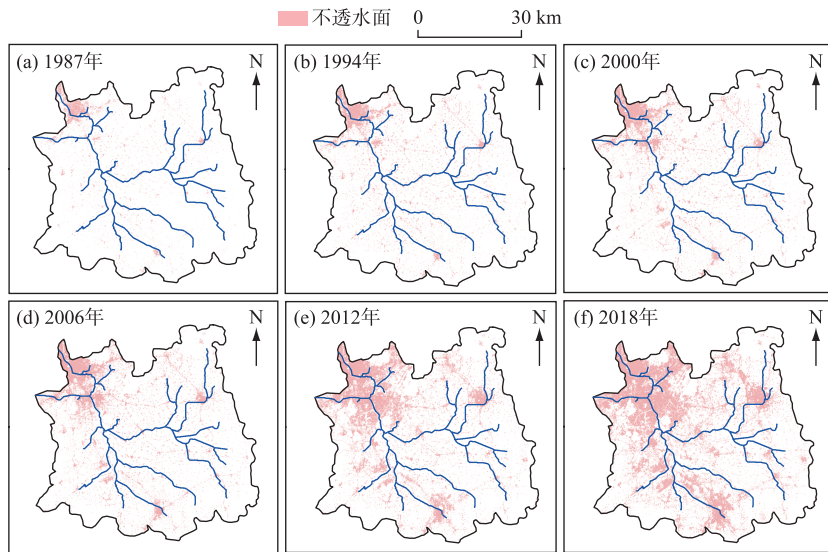 不透水面 0 30 km
(a) 1987年 N
(b) 1994年 N
(c) 2000年 N
(d) 2006年 N
(e) 2012年 N
(f) 2018年 N